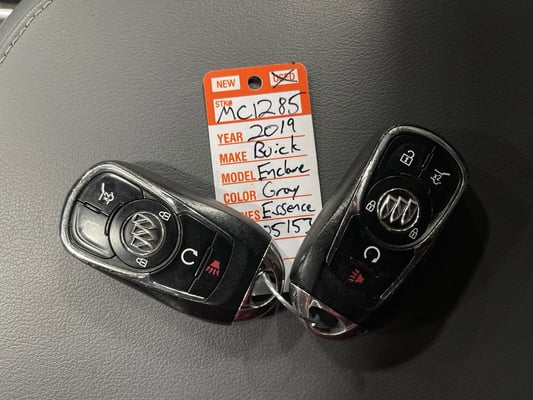 NEW USED
STK# MC1285
YEAR 2019
MAKE Buick
MODEL Enclave
COLOR Gray
Essence